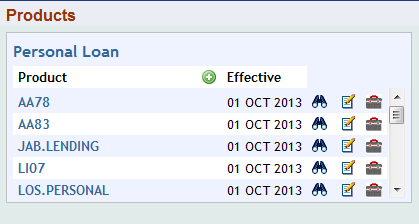 Products
Personal Loan
Product Effective
AA78 01 OCT 2013
AA83 01 OCT 2013
JAB.LENDING 01 OCT 2013
LI07 01 OCT 2013
LOS.PERSONAL 01 OCT 2013